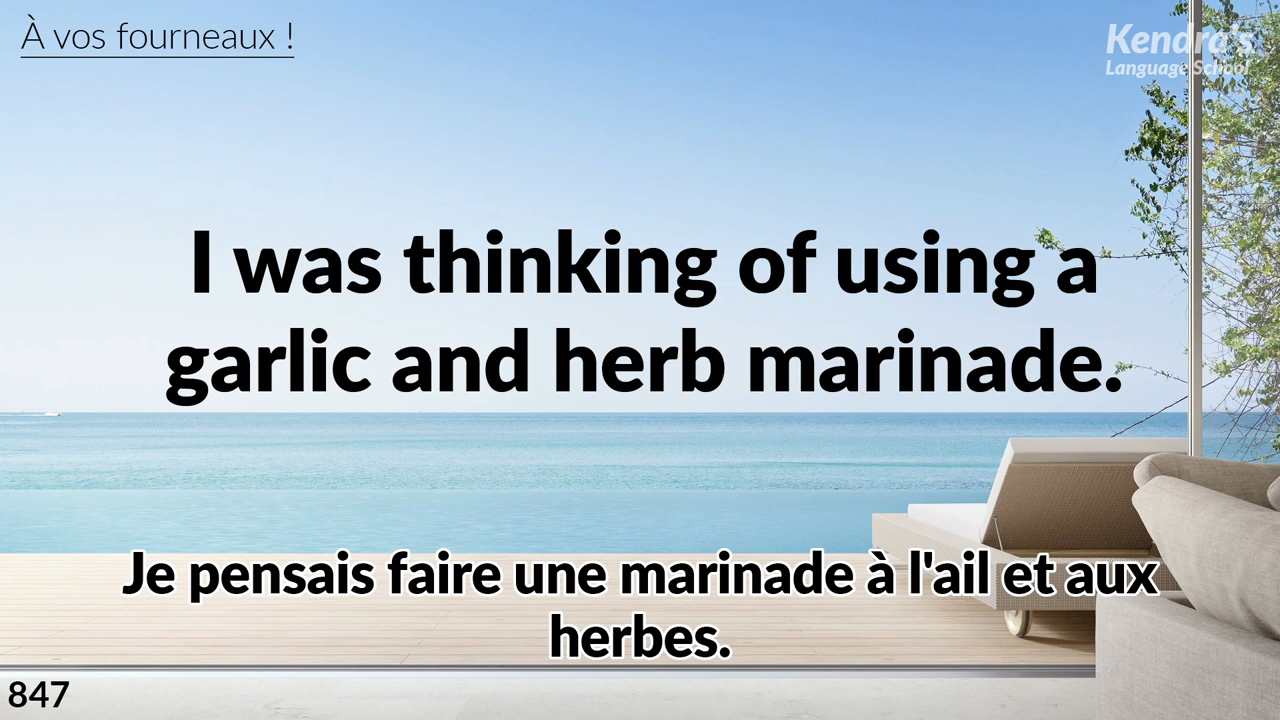 À vos fourneaux !
Kendra's
Language School
I was thinking of using a
garlic and herb marinade.
Je pensais faire une marinade à l'ail et aux
herbes.
847